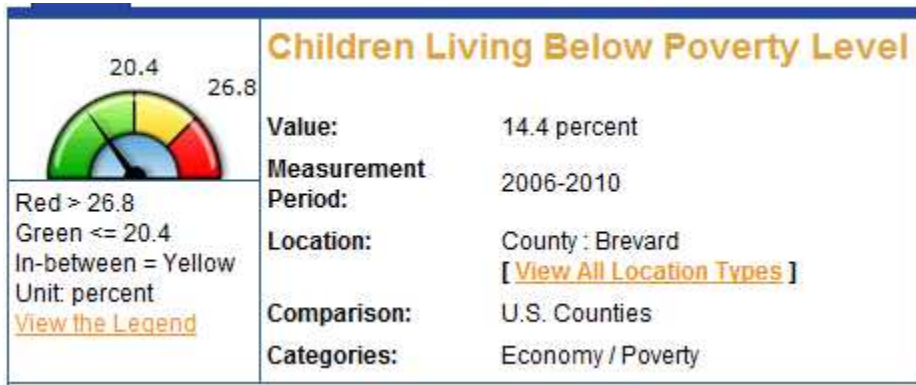 20.4
26.8
Red > 26.8
Green <= 20.4
In-between = Yellow
Unit: percent
View the Legend
Children Living Below Poverty Level
Value: 14.4 percent
Measurement Period: 2006-2010
Location: County : Brevard
[ View All Location Types ]
Comparison: U.S. Counties
Categories: Economy / Poverty